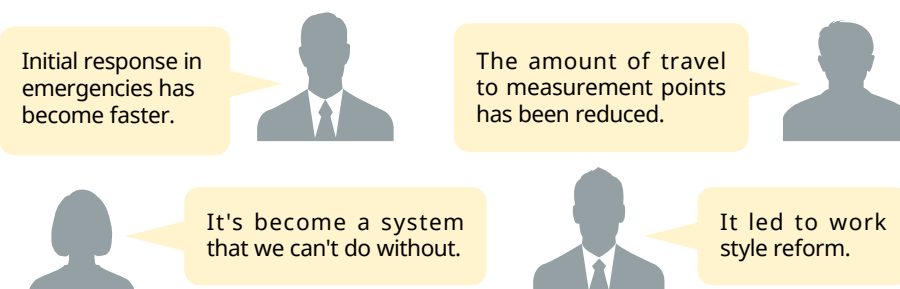 Initial response in
emergencies has
become faster.
The amount of travel
to measurement points
has been reduced.
It's become a system
that we can't do without.
It led to work
style reform.